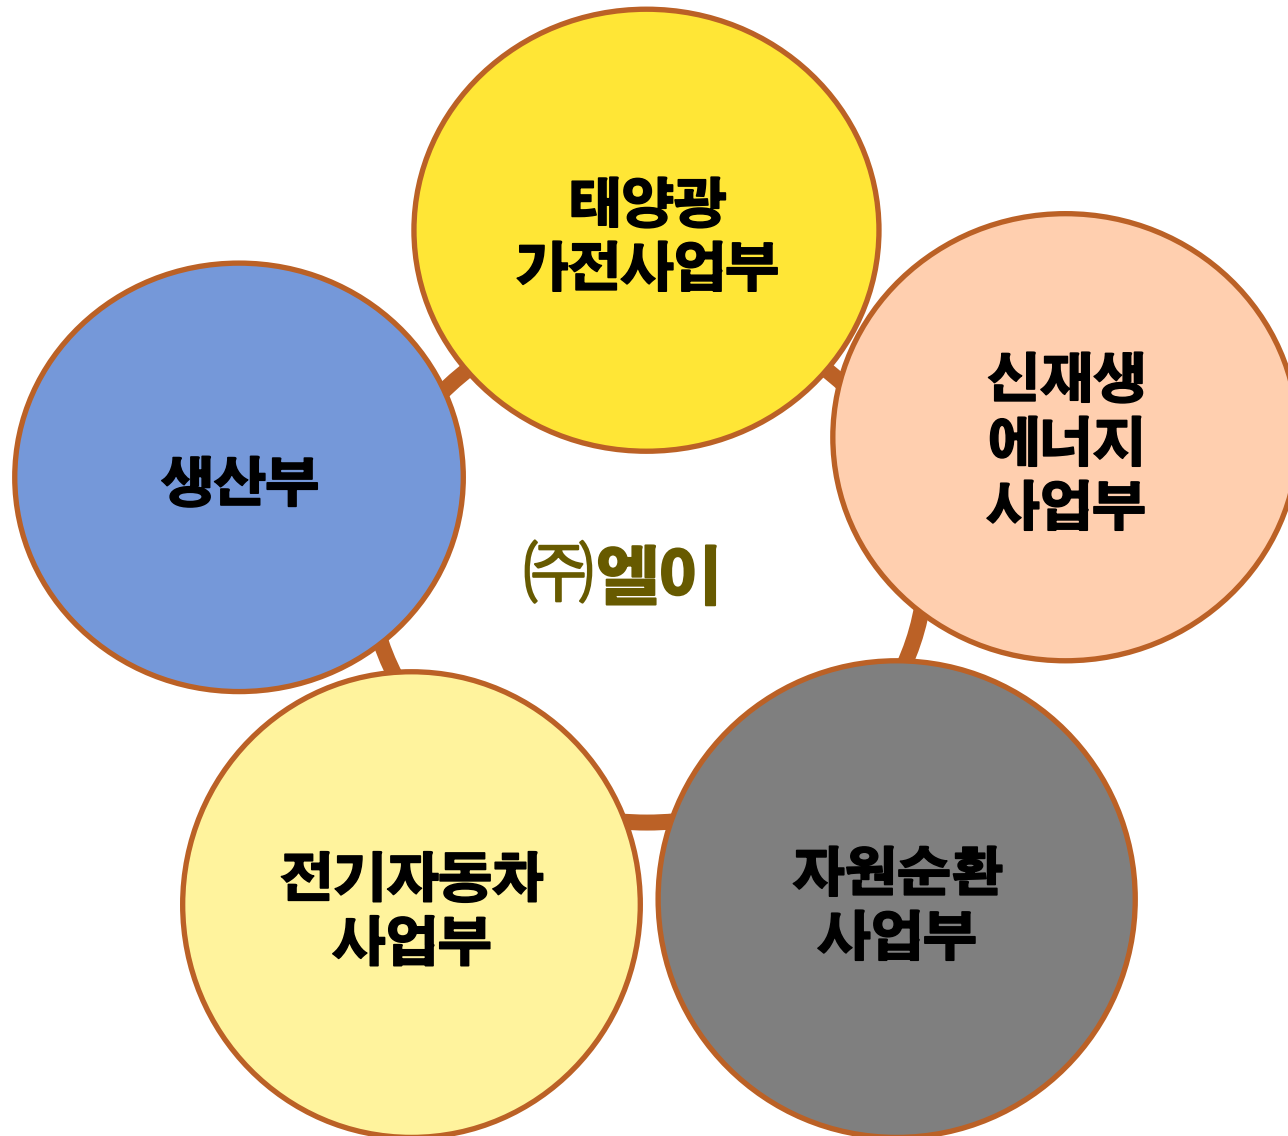 태양광
가전사업부
신재생
에너지
사업부
생산부
㈜엘이
전기자동차
사업부
자원순환
사업부